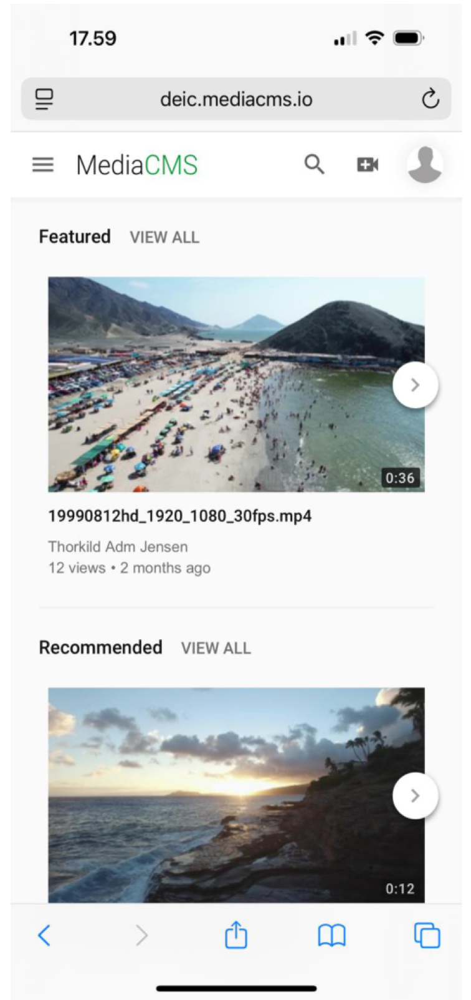 17.59
deic.mediacms.io
MediaCMS
Featured VIEW ALL
0:36
19990812hd_1920_1080_30fps.mp4
Thorkild Adm Jensen
12 views • 2 months ago
Recommended VIEW ALL
0:12